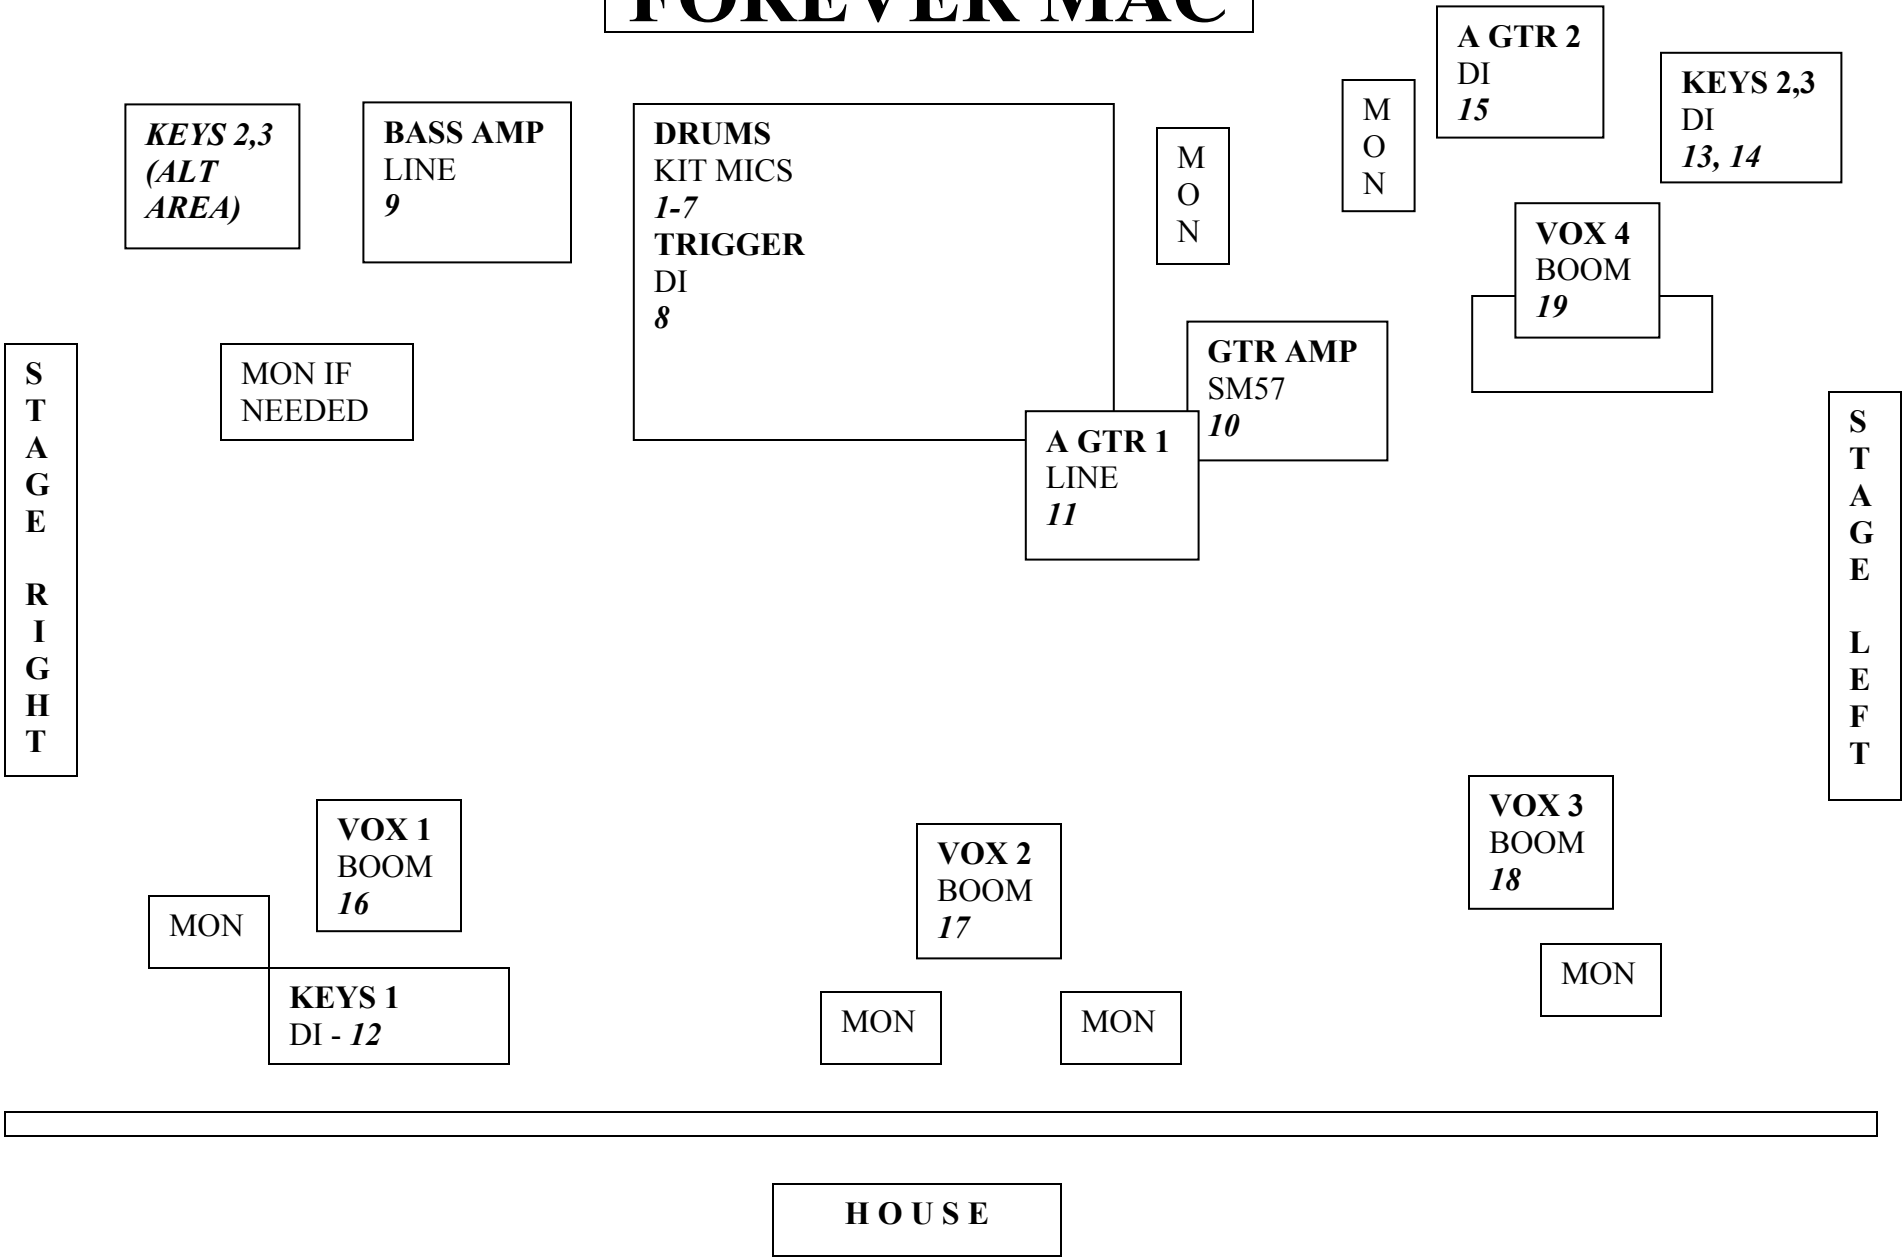 FOREVER MAC
A GTR 2
DI
15
KEYS 2,3
DI
13, 14
KEYS 2,3
(ALT
AREA)
BASS AMP
LINE
9
DRUMS
KIT MICS
1-7
TRIGGER
DI
8
M
O
N
M
O
N
VOX 4
BOOM
19
GTR AMP
SM57
10
A GTR 1
LINE
11
MON IF
NEEDED
S
T
A
G
E
R
I
G
H
T
S
T
A
G
E
L
E
F
T
VOX 1
BOOM
16
VOX 2
BOOM
17
VOX 3
BOOM
18
MON
KEYS 1
DI - 12
MON
MON
MON
H O U S E